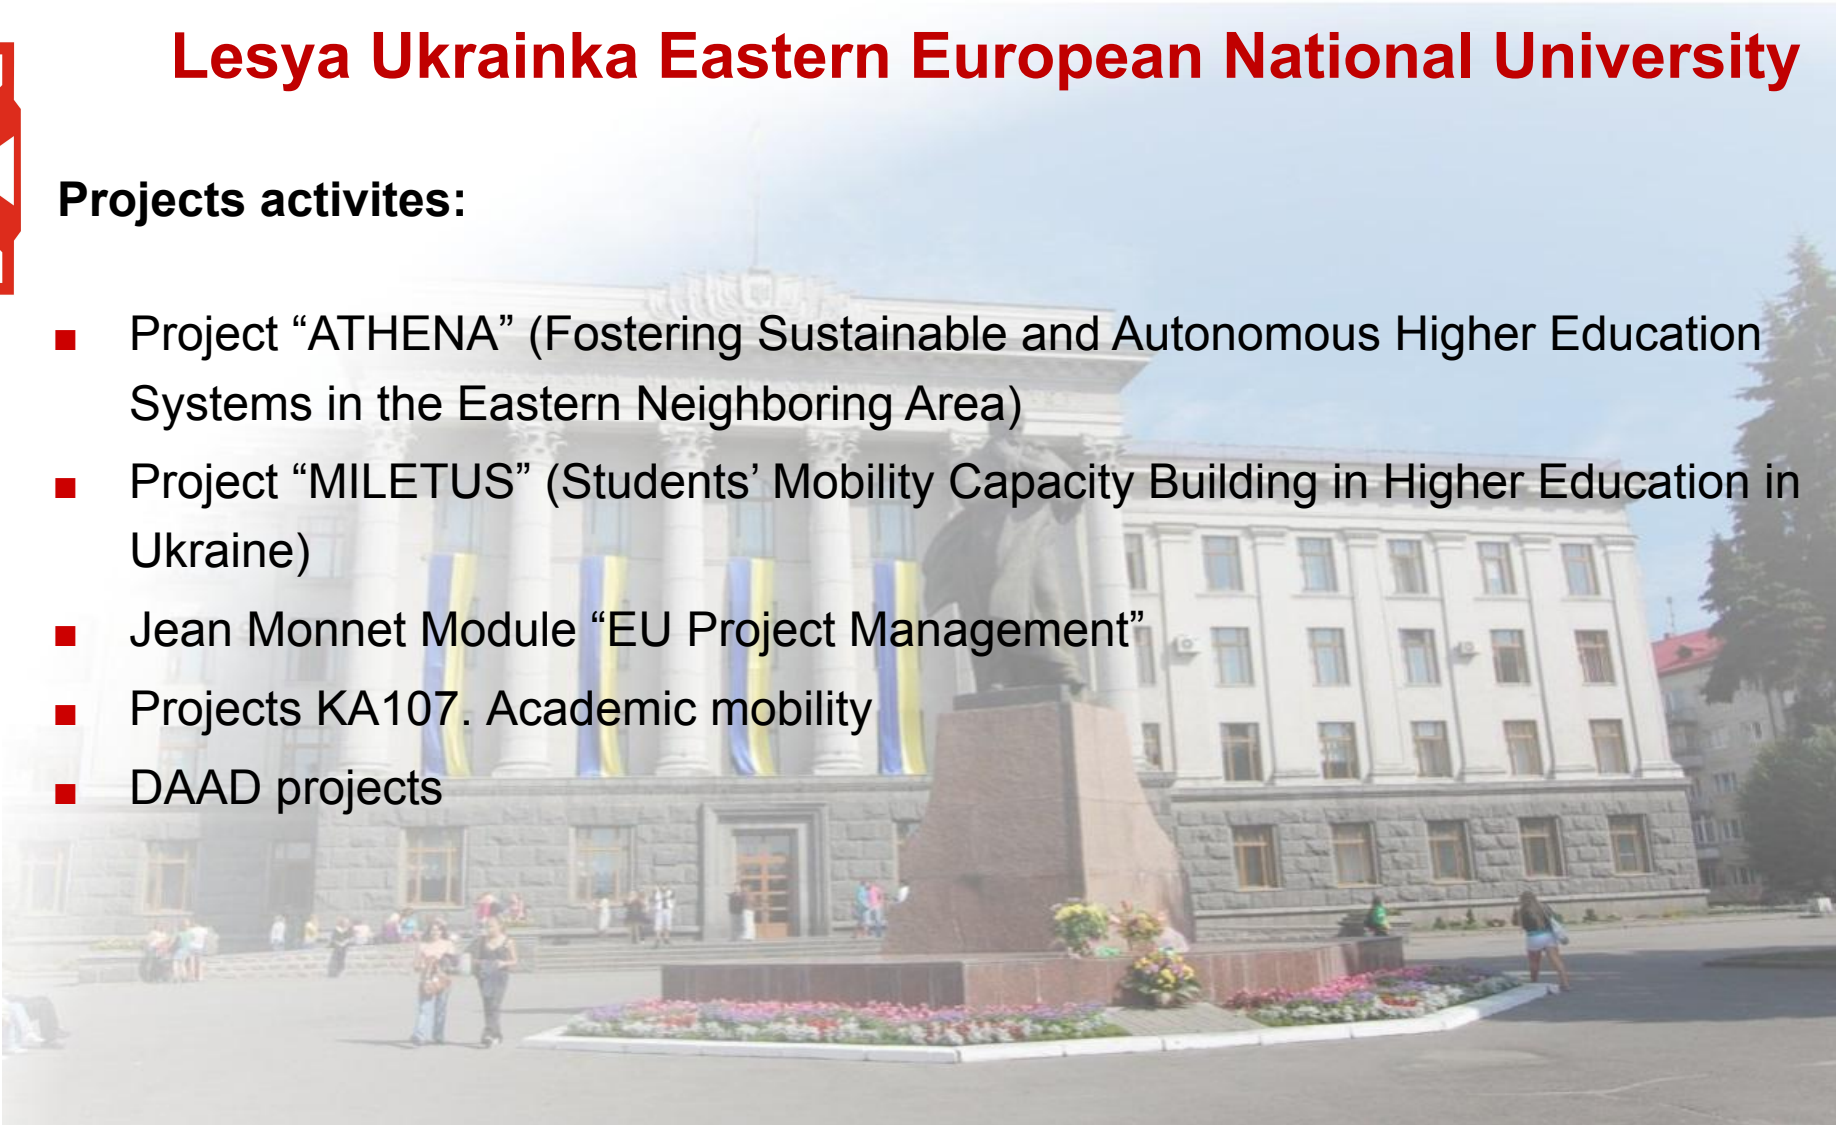 Lesya Ukrainka Eastern European National University
Projects activites:
■ Project “ATHENA” (Fostering Sustainable and Autonomous Higher Education
Systems in the Eastern Neighboring Area)
■ Project “MILETUS” (Students’ Mobility Capacity Building in Higher Education in
Ukraine)
■ Jean Monnet Module “EU Project Management”
■ Projects KA107. Academic mobility
■ DAAD projects